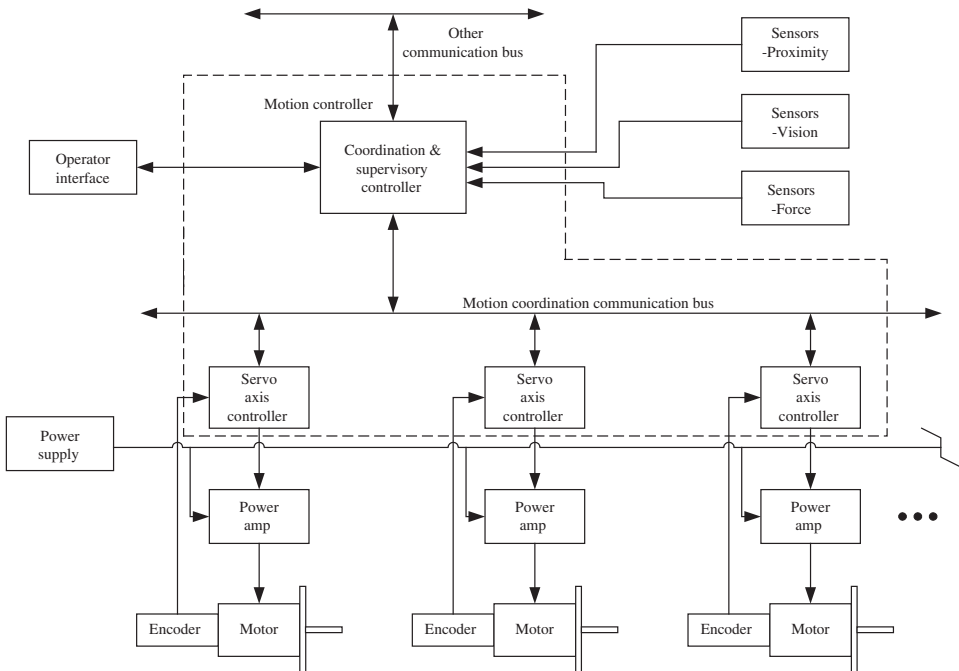 Other
communication bus
Sensors
-Proximity
Motion controller
Sensors
-Vision
Operator
interface
Coordination &
supervisory
controller
Sensors
-Force
Motion coordination communication bus
Servo
axis
controller
Servo
axis
controller
Servo
axis
controller
Power
supply
Power
amp
Power
amp
Power
amp
Encoder
Motor
Encoder
Motor
Encoder
Motor